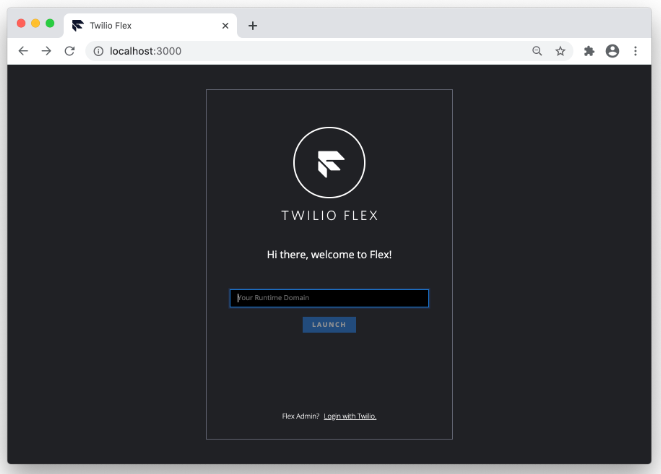 Twilio Flex
localhost:3000
TWILIO FLEX
Hi there, welcome to Flex!
Your Runtime Domain
LAUNCH
Flex Admin? Login with Twilio.